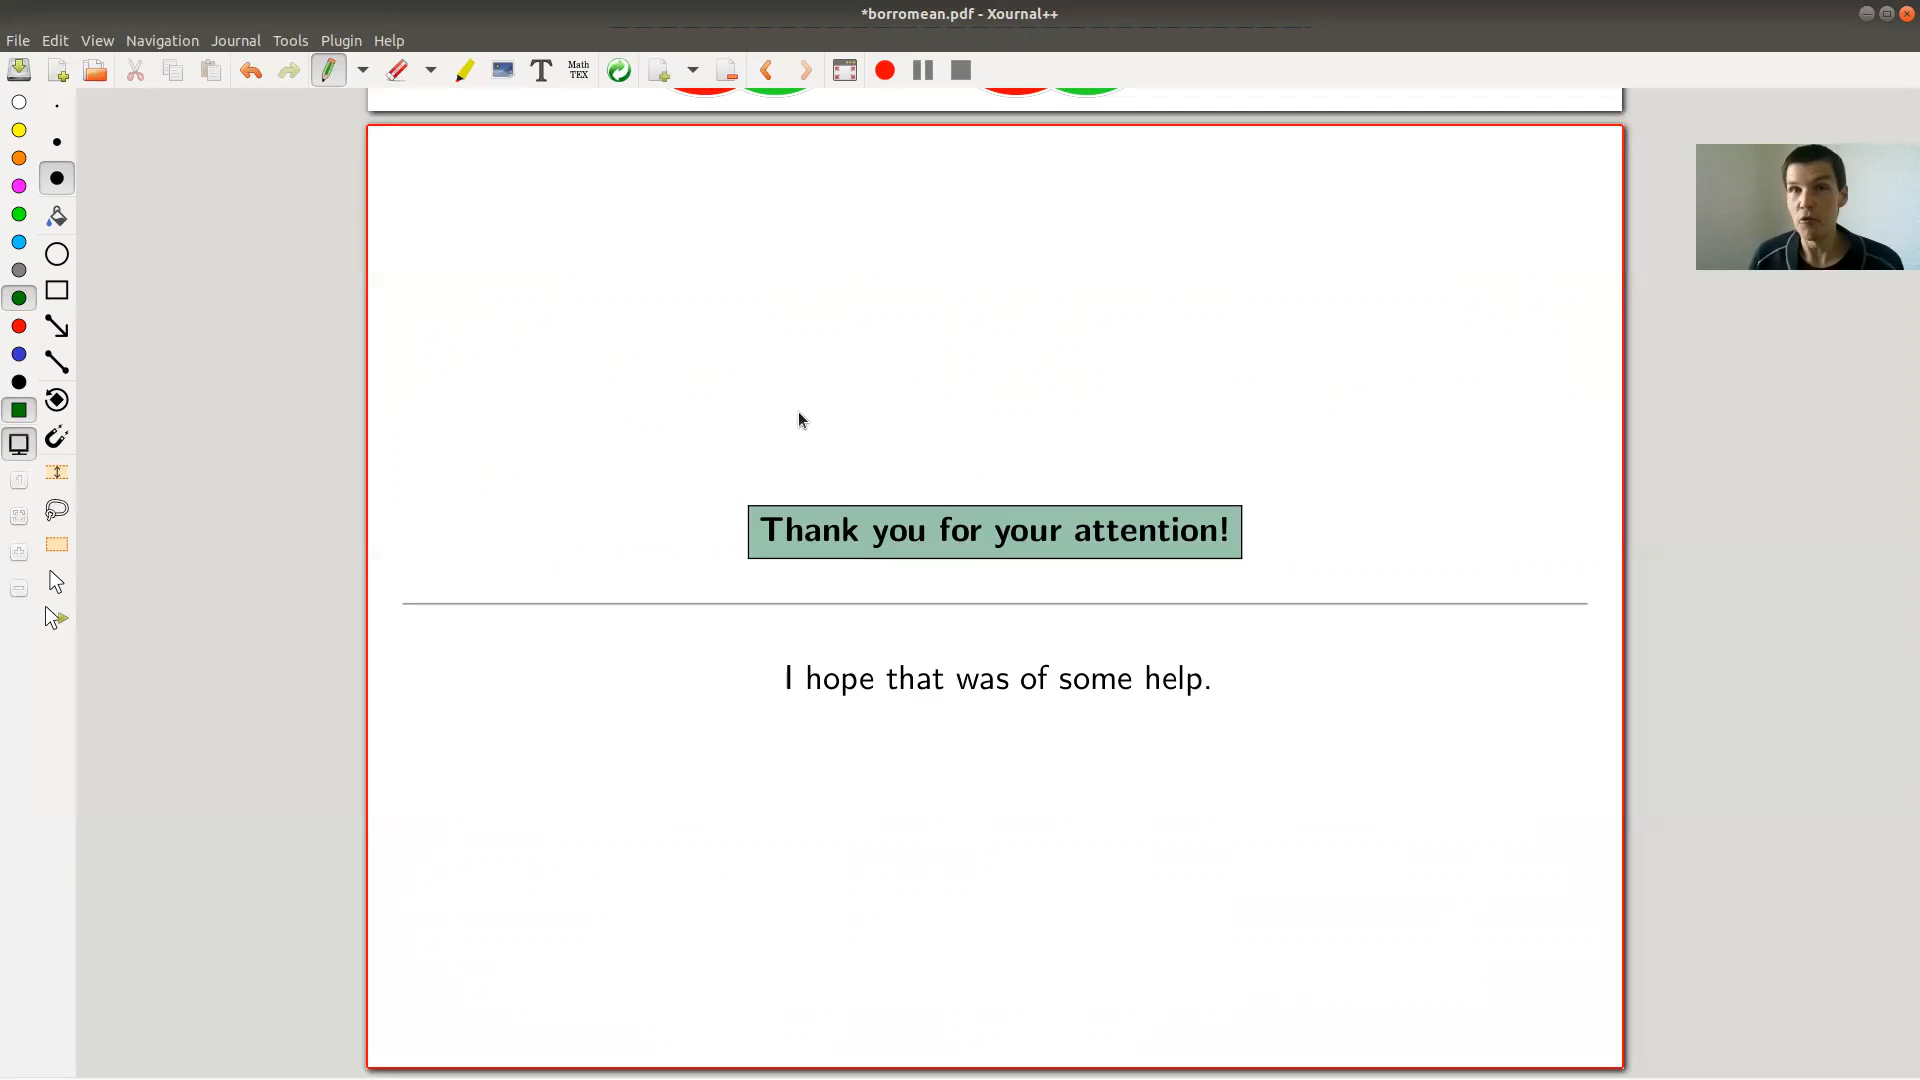 *borromean.pdf - Xournal++
File Edit View Navigation Journal Tools Plugin Help
Math
TEX
Thank you for your attention!
I hope that was of some help.